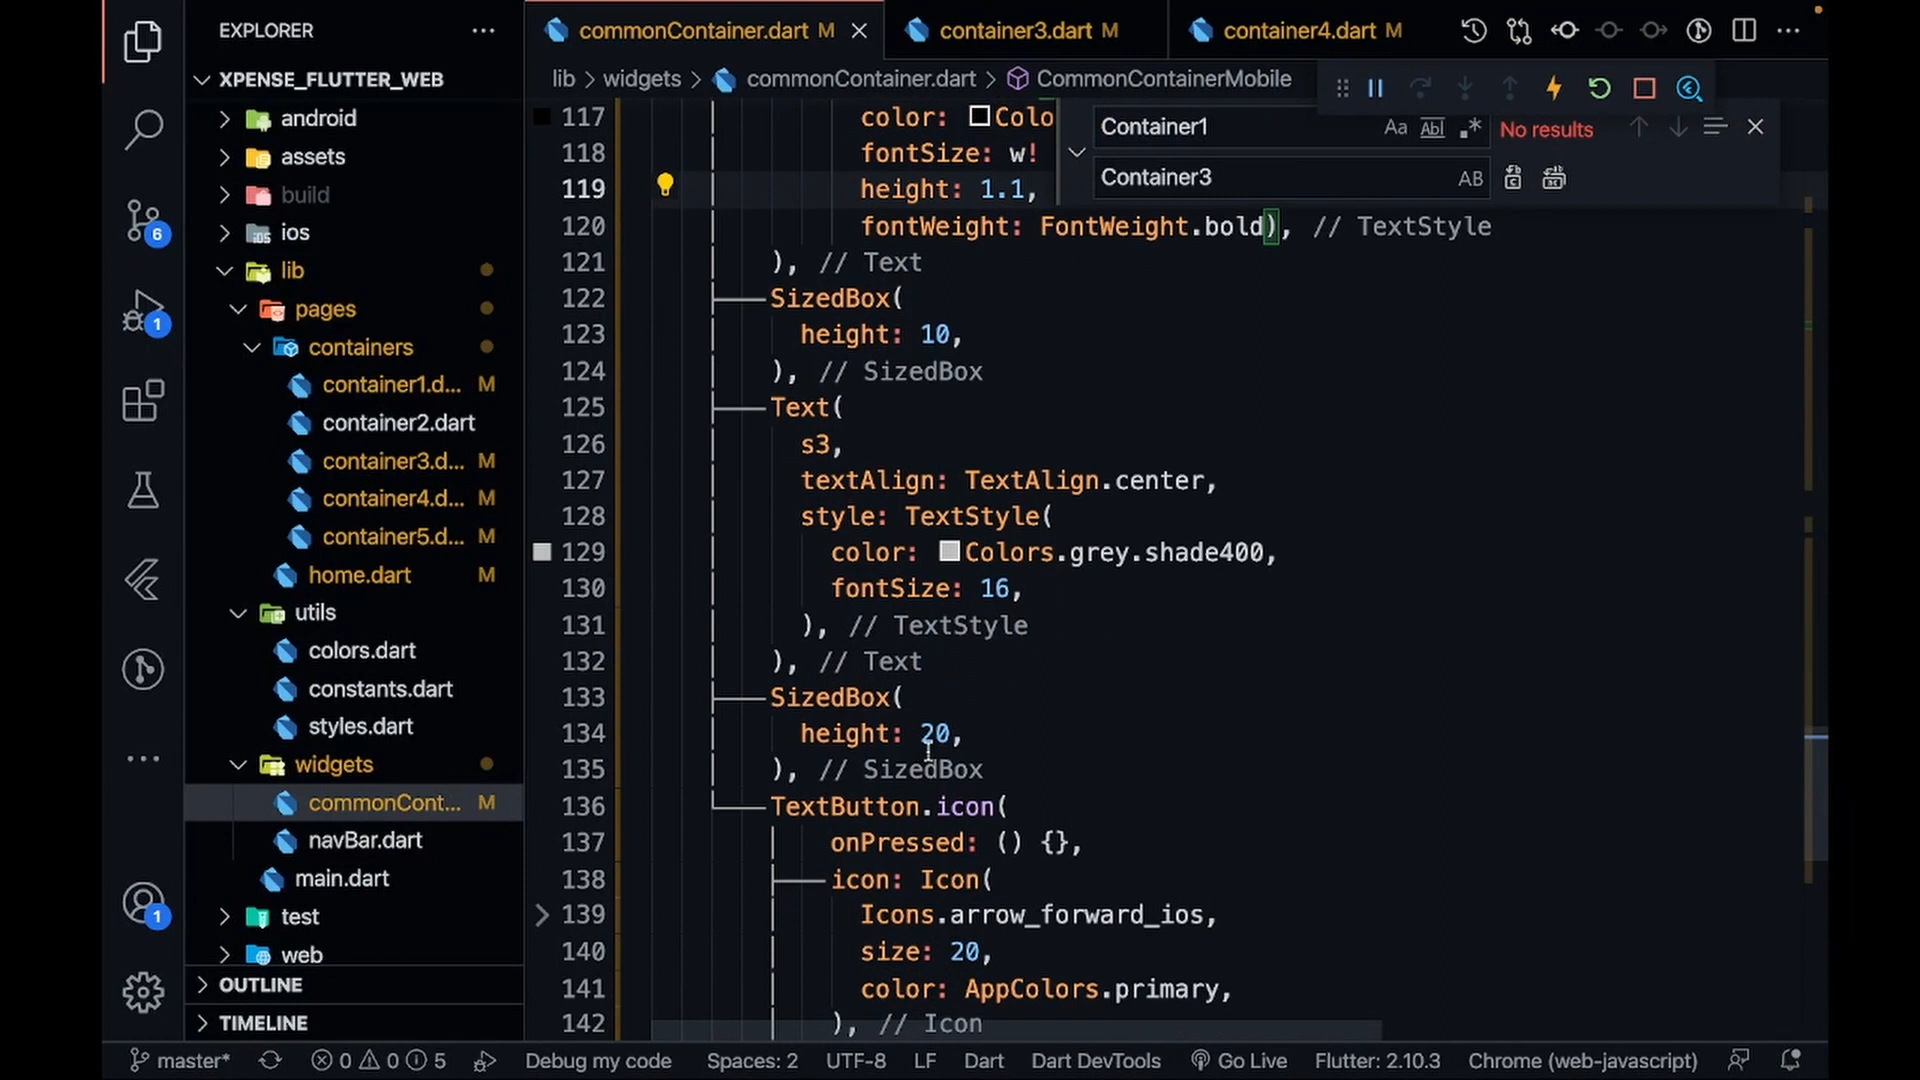 EXPLORER
XPENSE_FLUTTER_WEB
android
assets
build
ios
lib
pages
containers
container1.d... M
container2.dart
container3.d... M
container4.d... M
container5.d... M
home.dart M
utils
colors.dart
constants.dart
styles.dart
widgets
commonCont... M
navBar.dart
main.dart
test
web
OUTLINE
TIMELINE
6
1
1
commonContainer.dart M
container3.dart M
container4.dart M
lib > widgets > commonContainer.dart > CommonContainerMobile
Container1 Aa Abl .* No results
Container3 AB
117 color: Colo
118 fontSize: w!
119 height: 1.1,
120 fontWeight: FontWeight.bold), // TextStyle
121 ), // Text
122 SizedBox(
123 height: 10,
124 ), // SizedBox
125 Text(
126 s3,
127 textAlign: TextAlign.center,
128 style: TextStyle(
129 color: Colors.grey.shade400,
130 fontSize: 16,
131 ), // TextStyle
132 ), // Text
133 SizedBox(
134 height: 20,
135 ), // SizedBox
136 TextButton.icon(
137 onPressed: () {},
138 icon: Icon(
139 Icons.arrow_forward_ios,
140 size: 20,
141 color: AppColors.primary,
142 ), // Icon
master* 0 0 5 Debug my code Spaces: 2 UTF-8 LF Dart Dart DevTools Go Live Flutter: 2.10.3 Chrome (web-javascript)